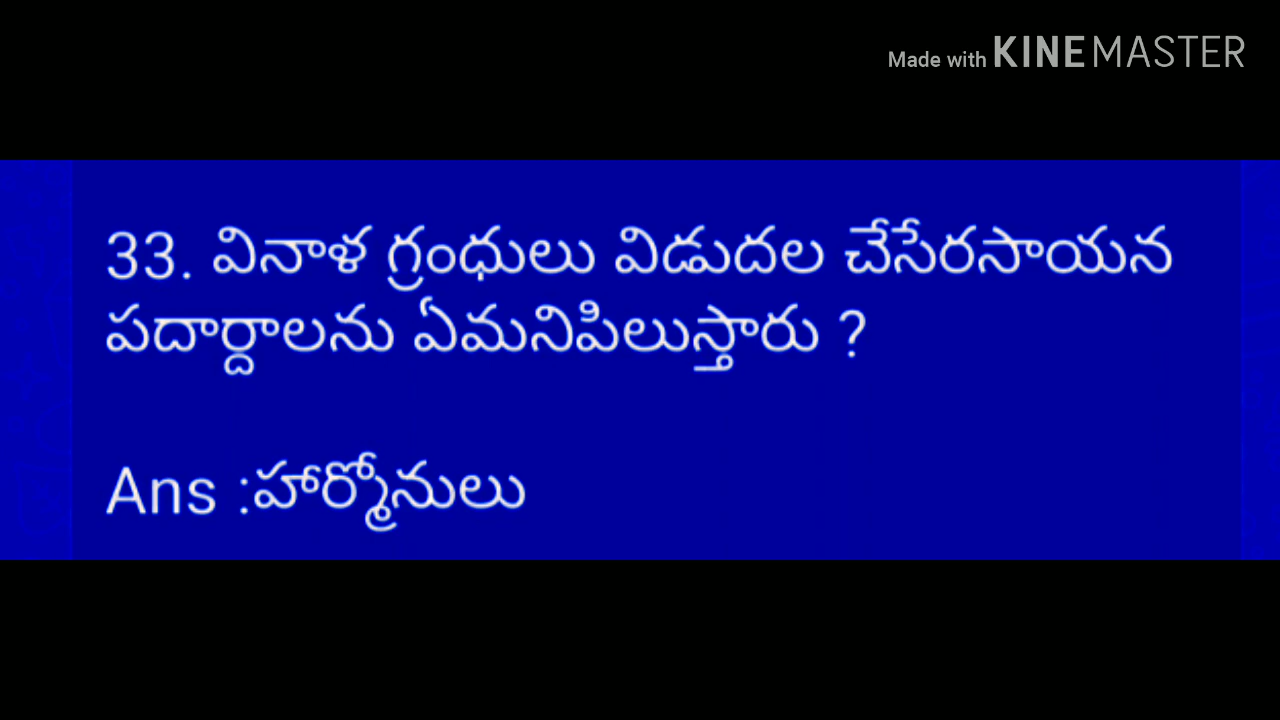 Made with KINEMASTER
33. వినాళ గ్రంధులు విడుదల చేసేరసాయన
పదార్దాలను ఏమనిపిలుస్తారు ?
Ans :హార్మోనులు